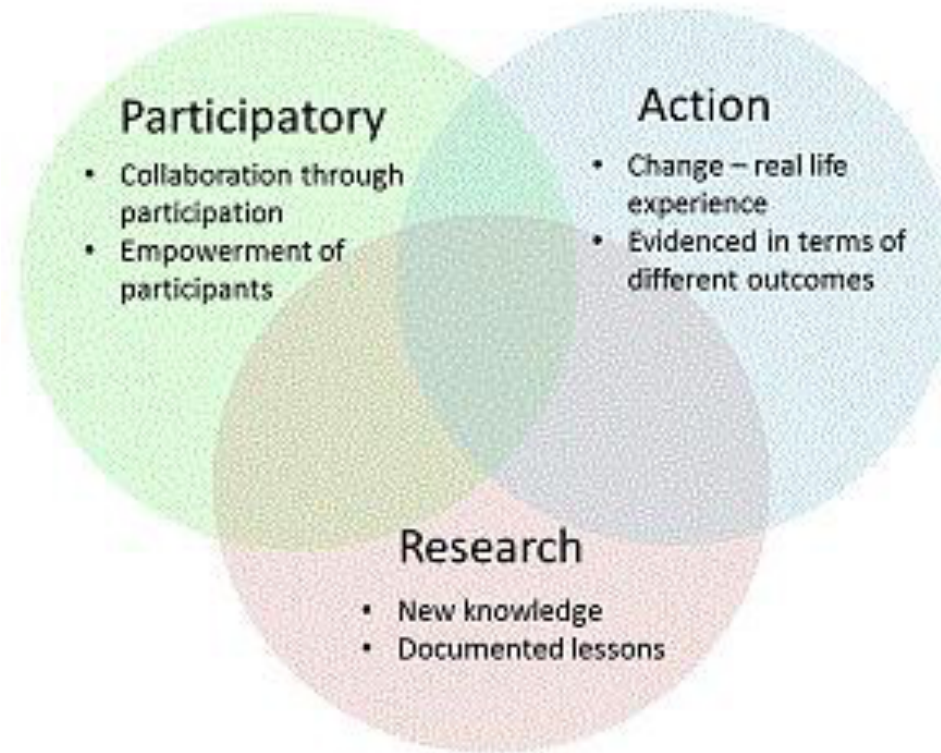 Participatory
• Collaboration through
participation
• Empowerment of
participants
Action
• Change – real life
experience
• Evidenced in terms of
different outcomes
Research
• New knowledge
• Documented lessons